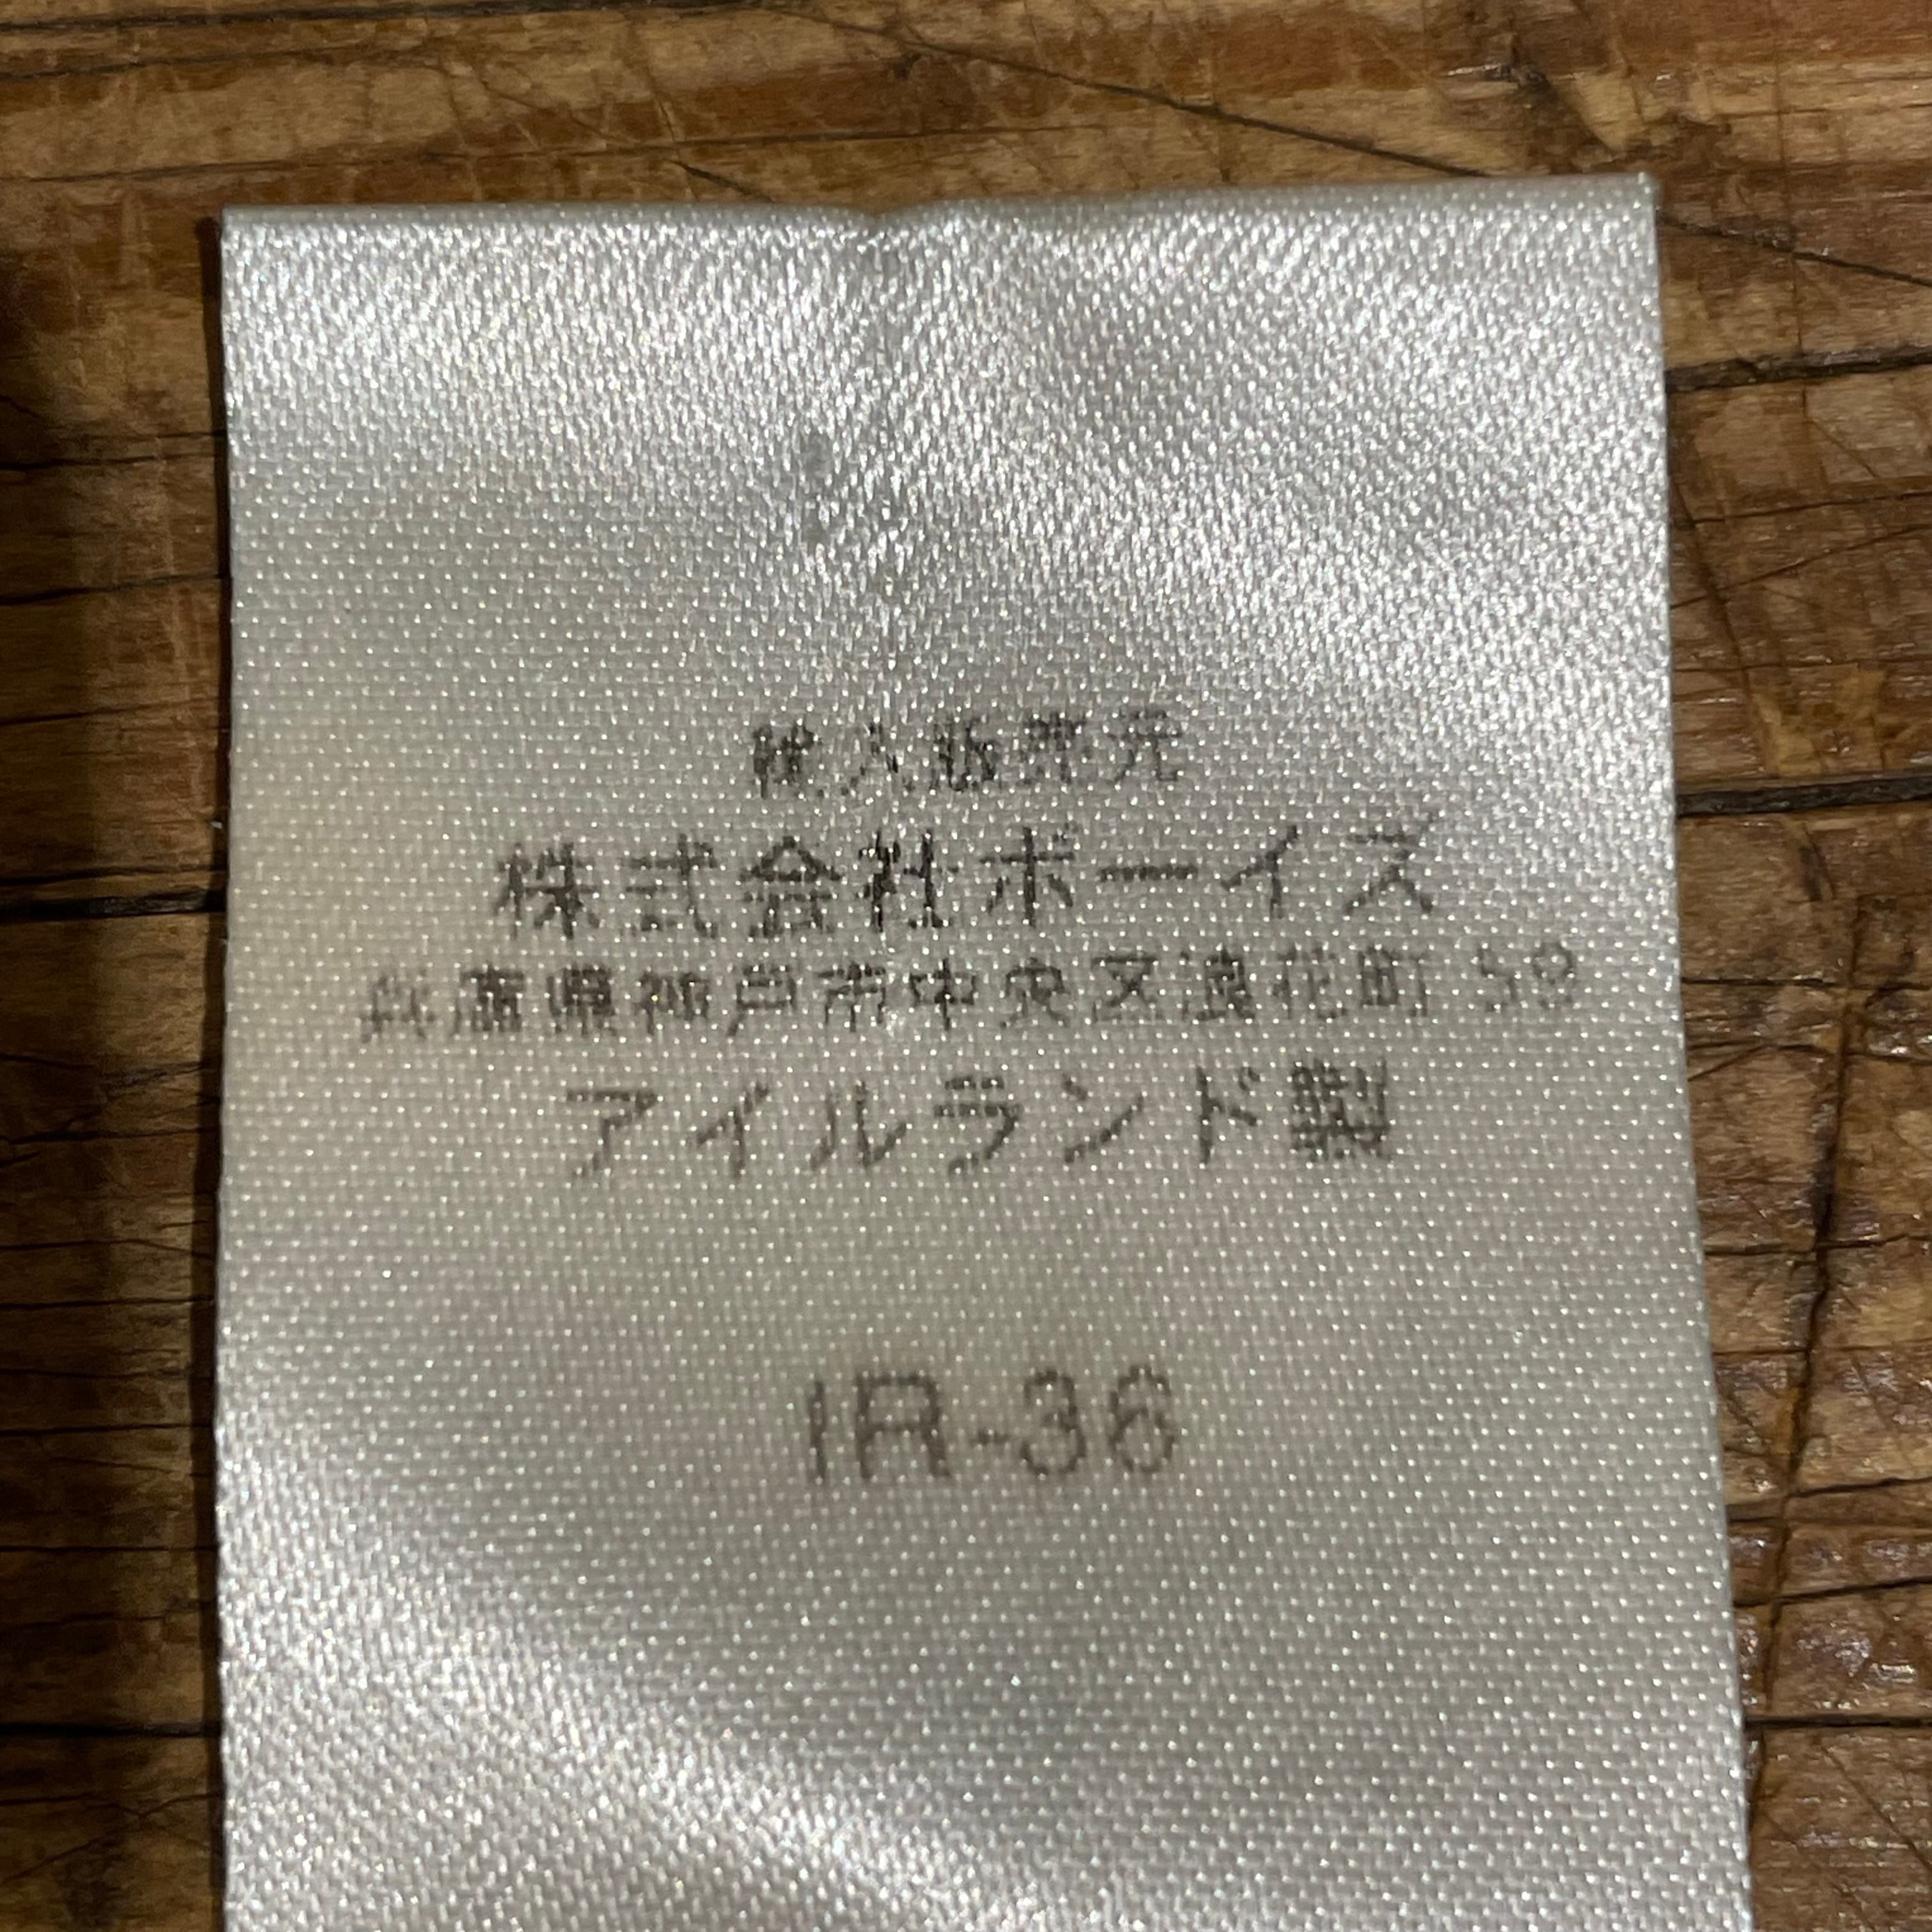 輸入販売元
株式会社ボーイズ
兵庫県神戸市中央区浪花町59
アイルランド製
IR-36